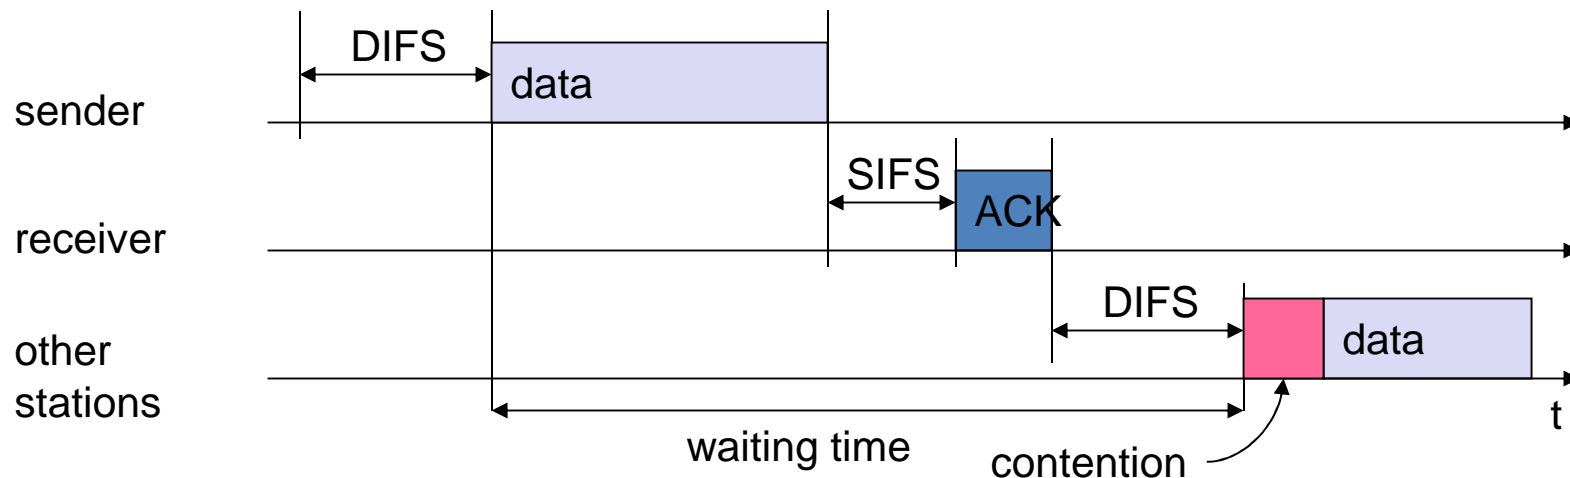 DIFS
data
sender
SIFS
ACK
receiver
DIFS
data
other
stations
t
waiting time
contention